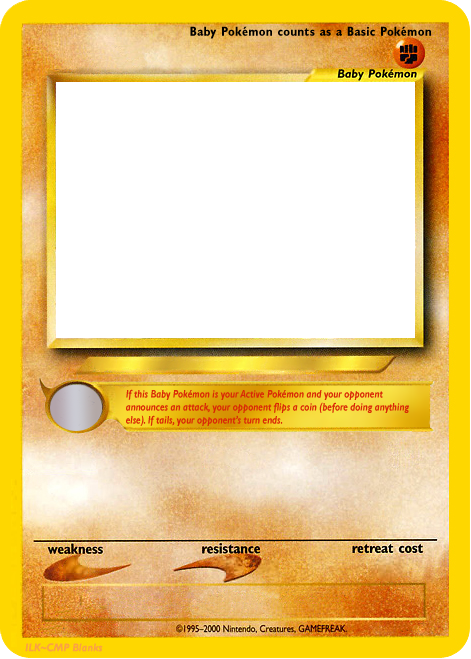 Baby Pokémon counts as a Basic Pokémon
Baby Pokémon
If this Baby Pokémon is your Active Pokémon and your opponent
announces an attack, your opponent flips a coin (before doing anything
else). If tails, your opponent's turn ends.
weakness resistance retreat cost
©1995–2000 Nintendo, Creatures, GAMEFREAK.
ILK~CMP Blanks